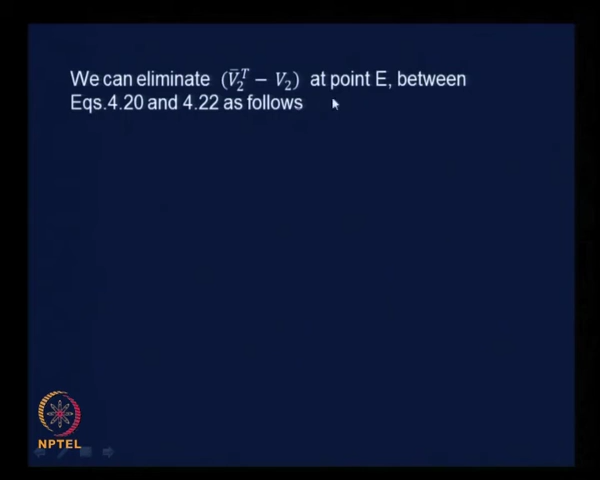 We can eliminate (V̄₂ᵀ − V₂) at point E, between
Eqs.4.20 and 4.22 as follows
NPTEL